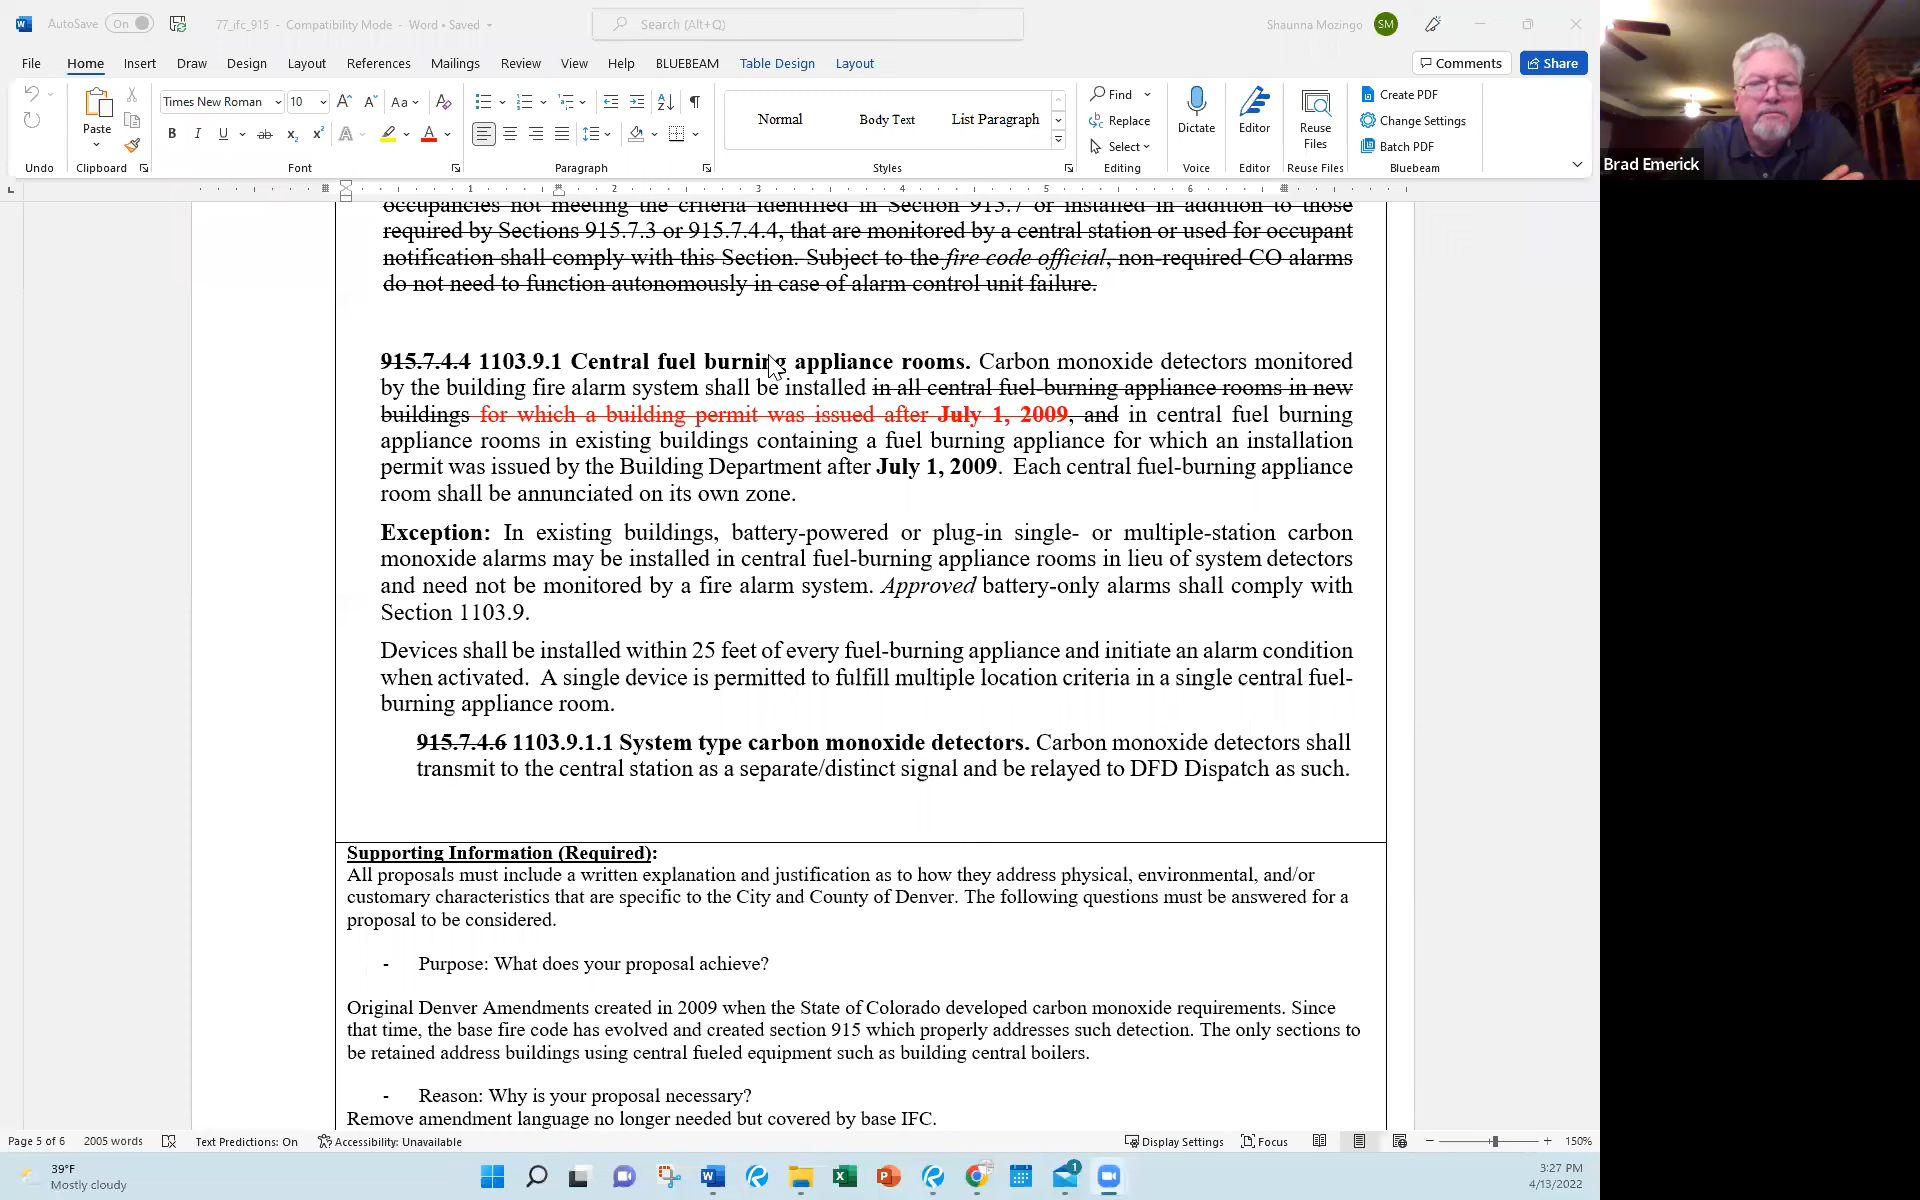 AutoSave On 77_ifc_915 - Compatibility Mode - Word • Saved Search (Alt+Q) Shaunna Mozingo SM
File Home Insert Draw Design Layout References Mailings Review View Help BLUEBEAM Table Design Layout Comments Share
Times New Roman 10 Aa
Paste
Normal Body Text List Paragraph
Find Replace Select
Dictate Editor Reuse Files
Create PDF
Change Settings
Batch PDF
Undo Clipboard Font Paragraph Styles Editing Voice Editor Reuse Files Bluebeam
Brad Emerick
1 2 3 4 5 6
occupancies not meeting the criteria identified in Section 915.7 or installed in addition to those
required by Sections 915.7.3 or 915.7.4.4, that are monitored by a central station or used for occupant
notification shall comply with this Section. Subject to the fire code official, non-required CO alarms
do not need to function autonomously in case of alarm control unit failure.
915.7.4.4 1103.9.1 Central fuel burning appliance rooms. Carbon monoxide detectors monitored
by the building fire alarm system shall be installed in all central fuel-burning appliance rooms in new
buildings for which a building permit was issued after July 1, 2009, and in central fuel burning
appliance rooms in existing buildings containing a fuel burning appliance for which an installation
permit was issued by the Building Department after July 1, 2009. Each central fuel-burning appliance
room shall be annunciated on its own zone.
Exception: In existing buildings, battery-powered or plug-in single- or multiple-station carbon
monoxide alarms may be installed in central fuel-burning appliance rooms in lieu of system detectors
and need not be monitored by a fire alarm system. Approved battery-only alarms shall comply with
Section 1103.9.
Devices shall be installed within 25 feet of every fuel-burning appliance and initiate an alarm condition
when activated. A single device is permitted to fulfill multiple location criteria in a single central fuel-
burning appliance room.
915.7.4.6 1103.9.1.1 System type carbon monoxide detectors. Carbon monoxide detectors shall
transmit to the central station as a separate/distinct signal and be relayed to DFD Dispatch as such.
Supporting Information (Required):
All proposals must include a written explanation and justification as to how they address physical, environmental, and/or
customary characteristics that are specific to the City and County of Denver. The following questions must be answered for a
proposal to be considered.
- Purpose: What does your proposal achieve?
Original Denver Amendments created in 2009 when the State of Colorado developed carbon monoxide requirements. Since
that time, the base fire code has evolved and created section 915 which properly addresses such detection. The only sections to
be retained address buildings using central fueled equipment such as building central boilers.
- Reason: Why is your proposal necessary?
Remove amendment language no longer needed but covered by base IFC.
Page 5 of 6 2005 words Text Predictions: On Accessibility: Unavailable Display Settings Focus 150%
39°F
Mostly cloudy
1
3:27 PM
4/13/2022